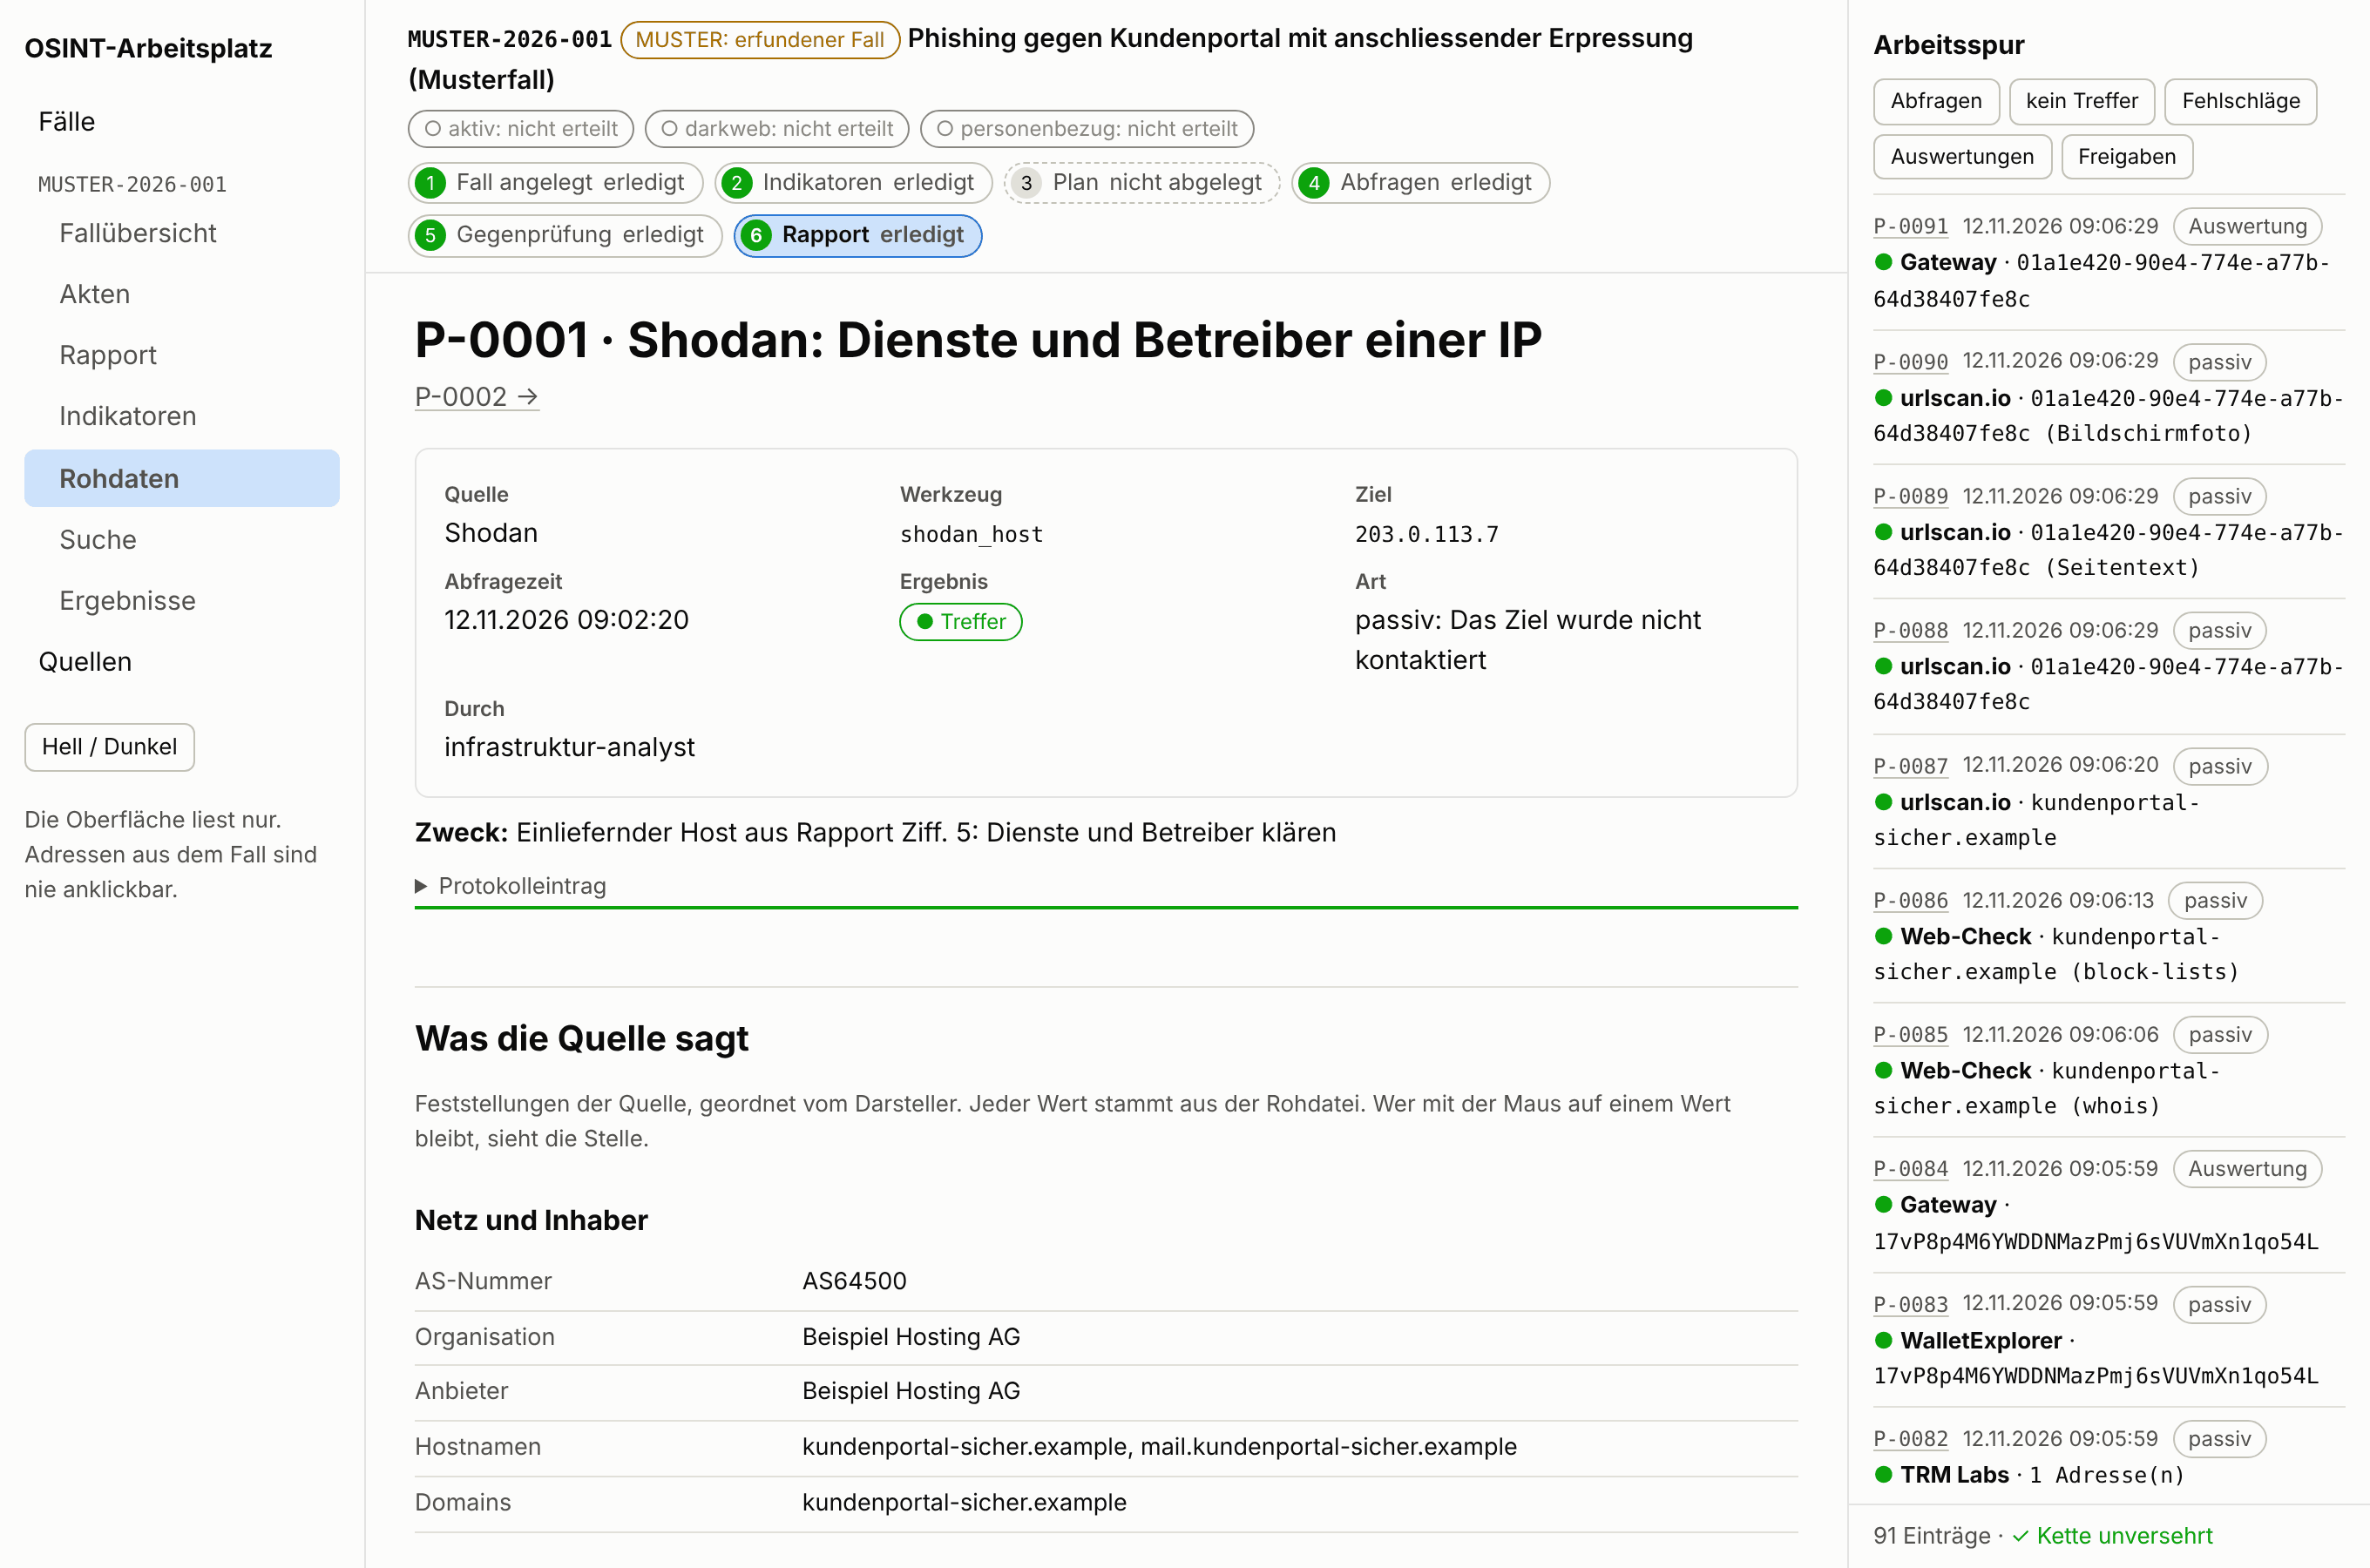 OSINT-Arbeitsplatz
Fälle
MUSTER-2026-001
Fallübersicht
Akten
Rapport
Indikatoren
Rohdaten
Suche
Ergebnisse
Quellen
Hell / Dunkel
Die Oberfläche liest nur.
Adressen aus dem Fall sind
nie anklickbar.
MUSTER-2026-001 MUSTER: erfundener Fall Phishing gegen Kundenportal mit anschliessender Erpressung
(Musterfall)
aktiv: nicht erteilt darkweb: nicht erteilt personenbezug: nicht erteilt
1 Fall angelegt erledigt 2 Indikatoren erledigt 3 Plan nicht abgelegt 4 Abfragen erledigt
5 Gegenprüfung erledigt 6 Rapport erledigt
P-0001 · Shodan: Dienste und Betreiber einer IP
P-0002 →
Quelle Werkzeug Ziel
Shodan shodan_host 203.0.113.7
Abfragezeit Ergebnis Art
12.11.2026 09:02:20 Treffer passiv: Das Ziel wurde nicht
kontaktiert
Durch
infrastruktur-analyst
Zweck: Einliefernder Host aus Rapport Ziff. 5: Dienste und Betreiber klären
▶ Protokolleintrag
Was die Quelle sagt
Feststellungen der Quelle, geordnet vom Darsteller. Jeder Wert stammt aus der Rohdatei. Wer mit der Maus auf einem Wert
bleibt, sieht die Stelle.
Netz und Inhaber
AS-Nummer AS64500
Organisation Beispiel Hosting AG
Anbieter Beispiel Hosting AG
Hostnamen kundenportal-sicher.example, mail.kundenportal-sicher.example
Domains kundenportal-sicher.example
Arbeitsspur
Abfragen kein Treffer Fehlschläge
Auswertungen Freigaben
P-0091 12.11.2026 09:06:29 Auswertung
Gateway · 01a1e420-90e4-774e-a77b-
64d38407fe8c
P-0090 12.11.2026 09:06:29 passiv
urlscan.io · 01a1e420-90e4-774e-a77b-
64d38407fe8c (Bildschirmfoto)
P-0089 12.11.2026 09:06:29 passiv
urlscan.io · 01a1e420-90e4-774e-a77b-
64d38407fe8c (Seitentext)
P-0088 12.11.2026 09:06:29 passiv
urlscan.io · 01a1e420-90e4-774e-a77b-
64d38407fe8c
P-0087 12.11.2026 09:06:20 passiv
urlscan.io · kundenportal-
sicher.example
P-0086 12.11.2026 09:06:13 passiv
Web-Check · kundenportal-
sicher.example (block-lists)
P-0085 12.11.2026 09:06:06 passiv
Web-Check · kundenportal-
sicher.example (whois)
P-0084 12.11.2026 09:05:59 Auswertung
Gateway ·
17vP8p4M6YWDDNMazPmj6sVUVmXn1qo54L
P-0083 12.11.2026 09:05:59 passiv
WalletExplorer ·
17vP8p4M6YWDDNMazPmj6sVUVmXn1qo54L
P-0082 12.11.2026 09:05:59 passiv
TRM Labs · 1 Adresse(n)
91 Einträge · ✓ Kette unversehrt